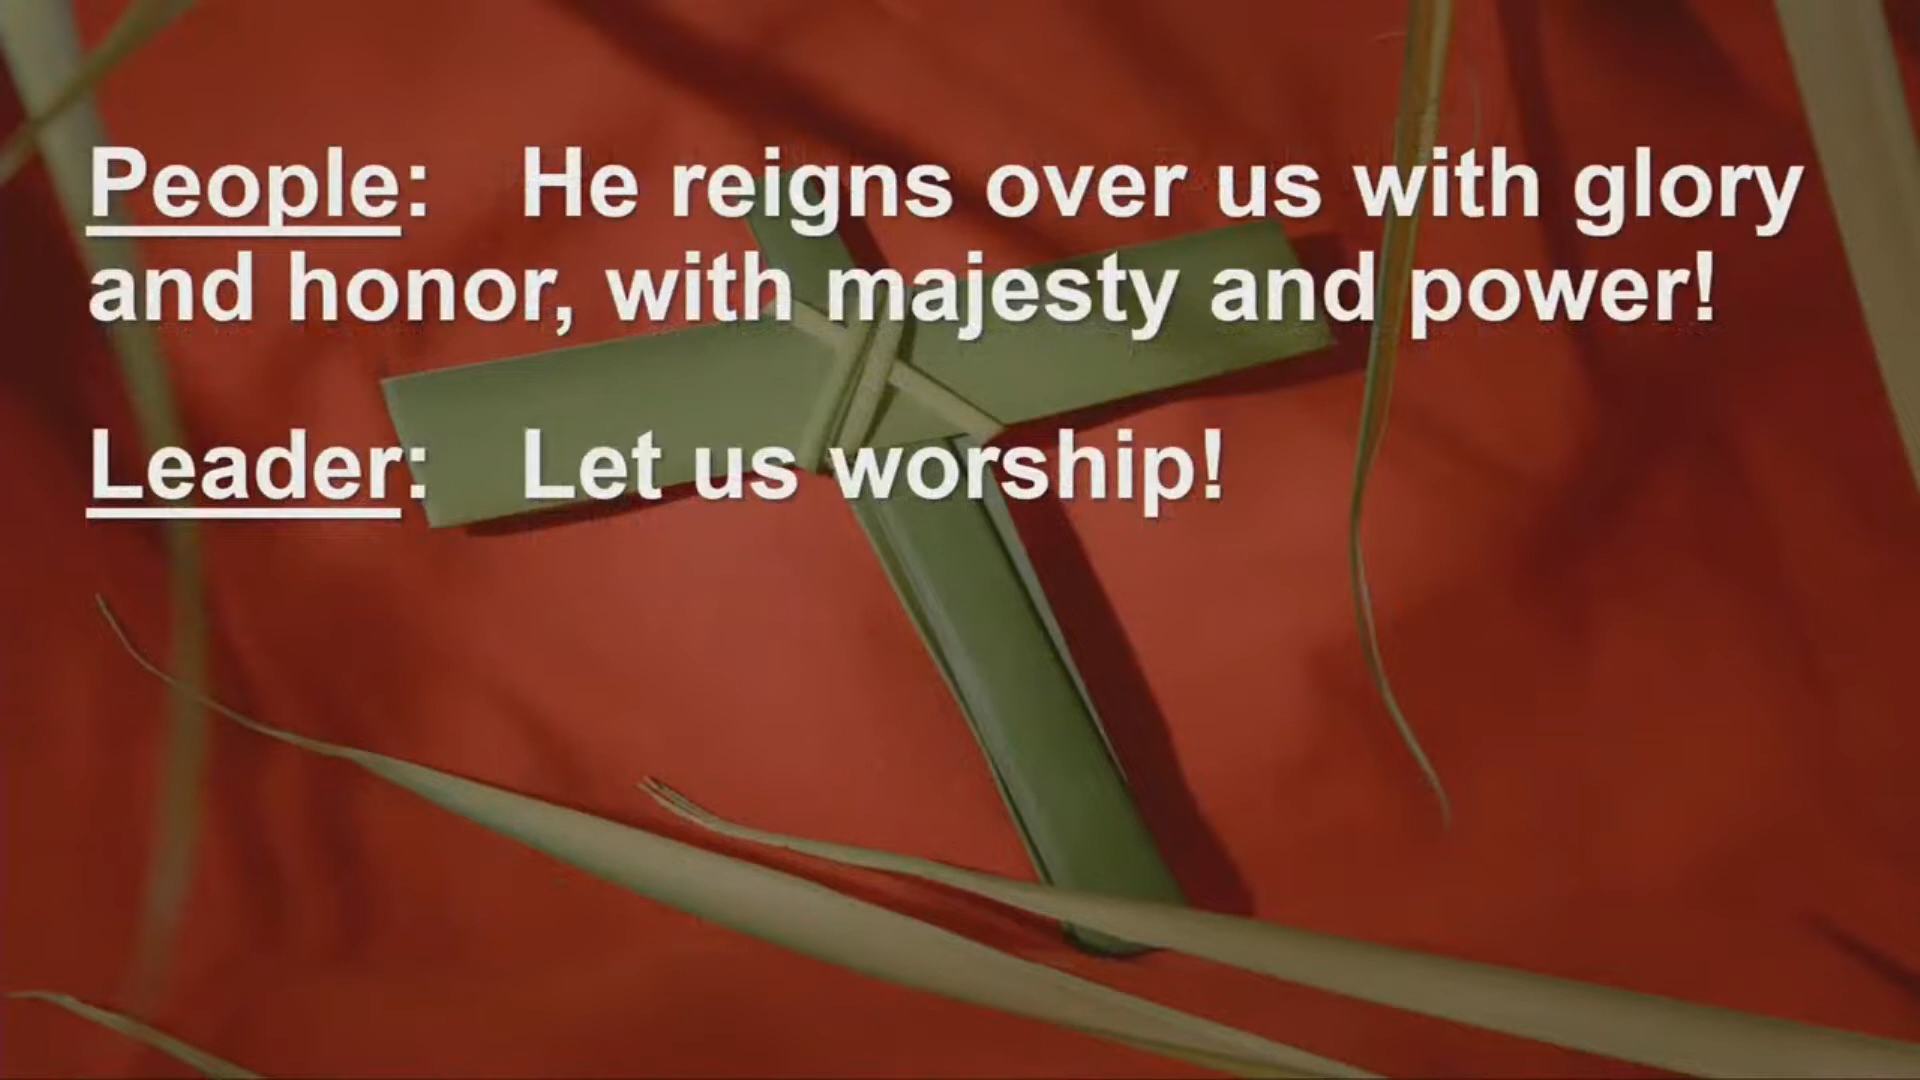 People: He reigns over us with glory
and honor, with majesty and power!
Leader: Let us worship!